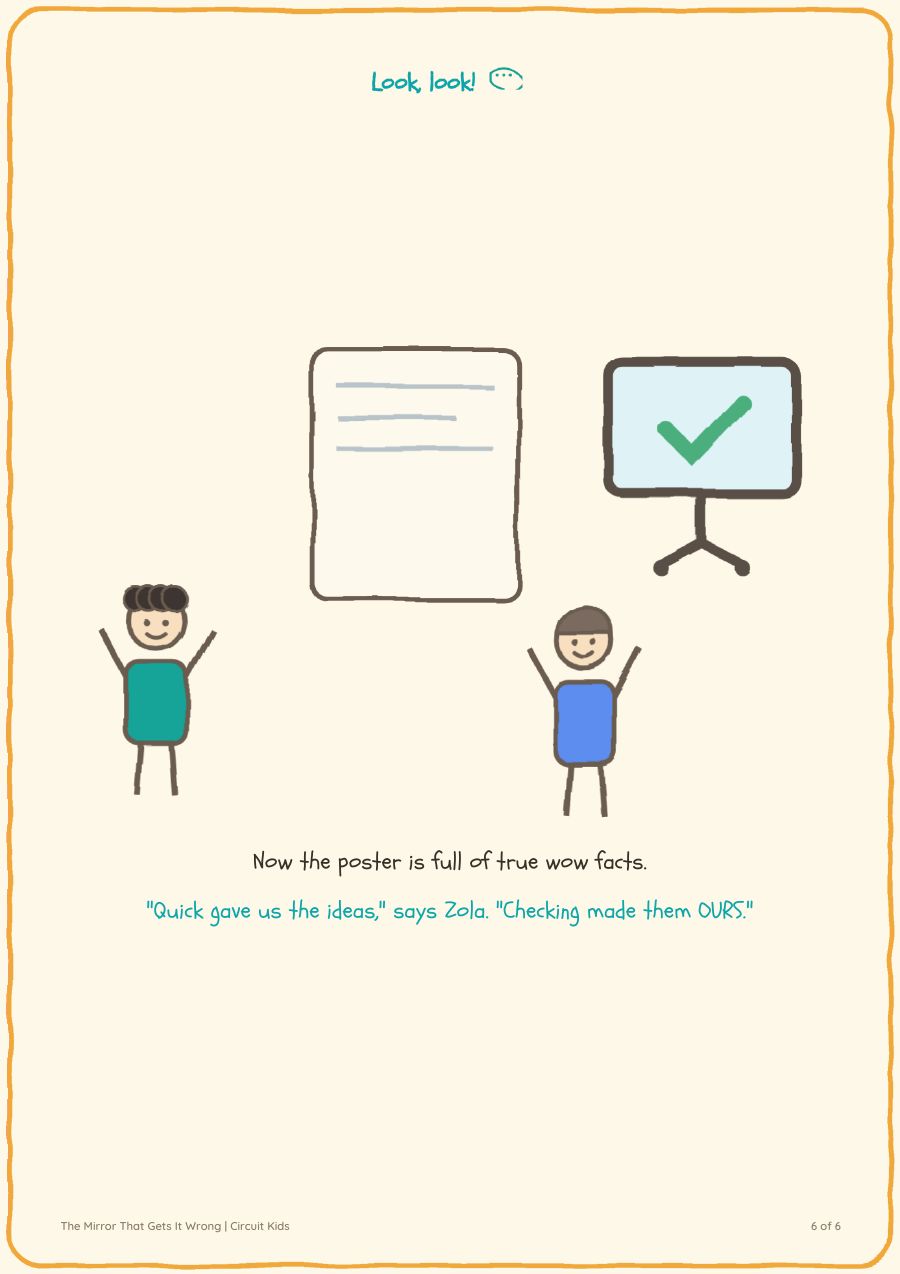 Look, look!
Now the poster is full of true wow facts.
"Quick gave us the ideas," says Zola. "Checking made them OURS."
The Mirror That Gets It Wrong | Circuit Kids
6 of 6